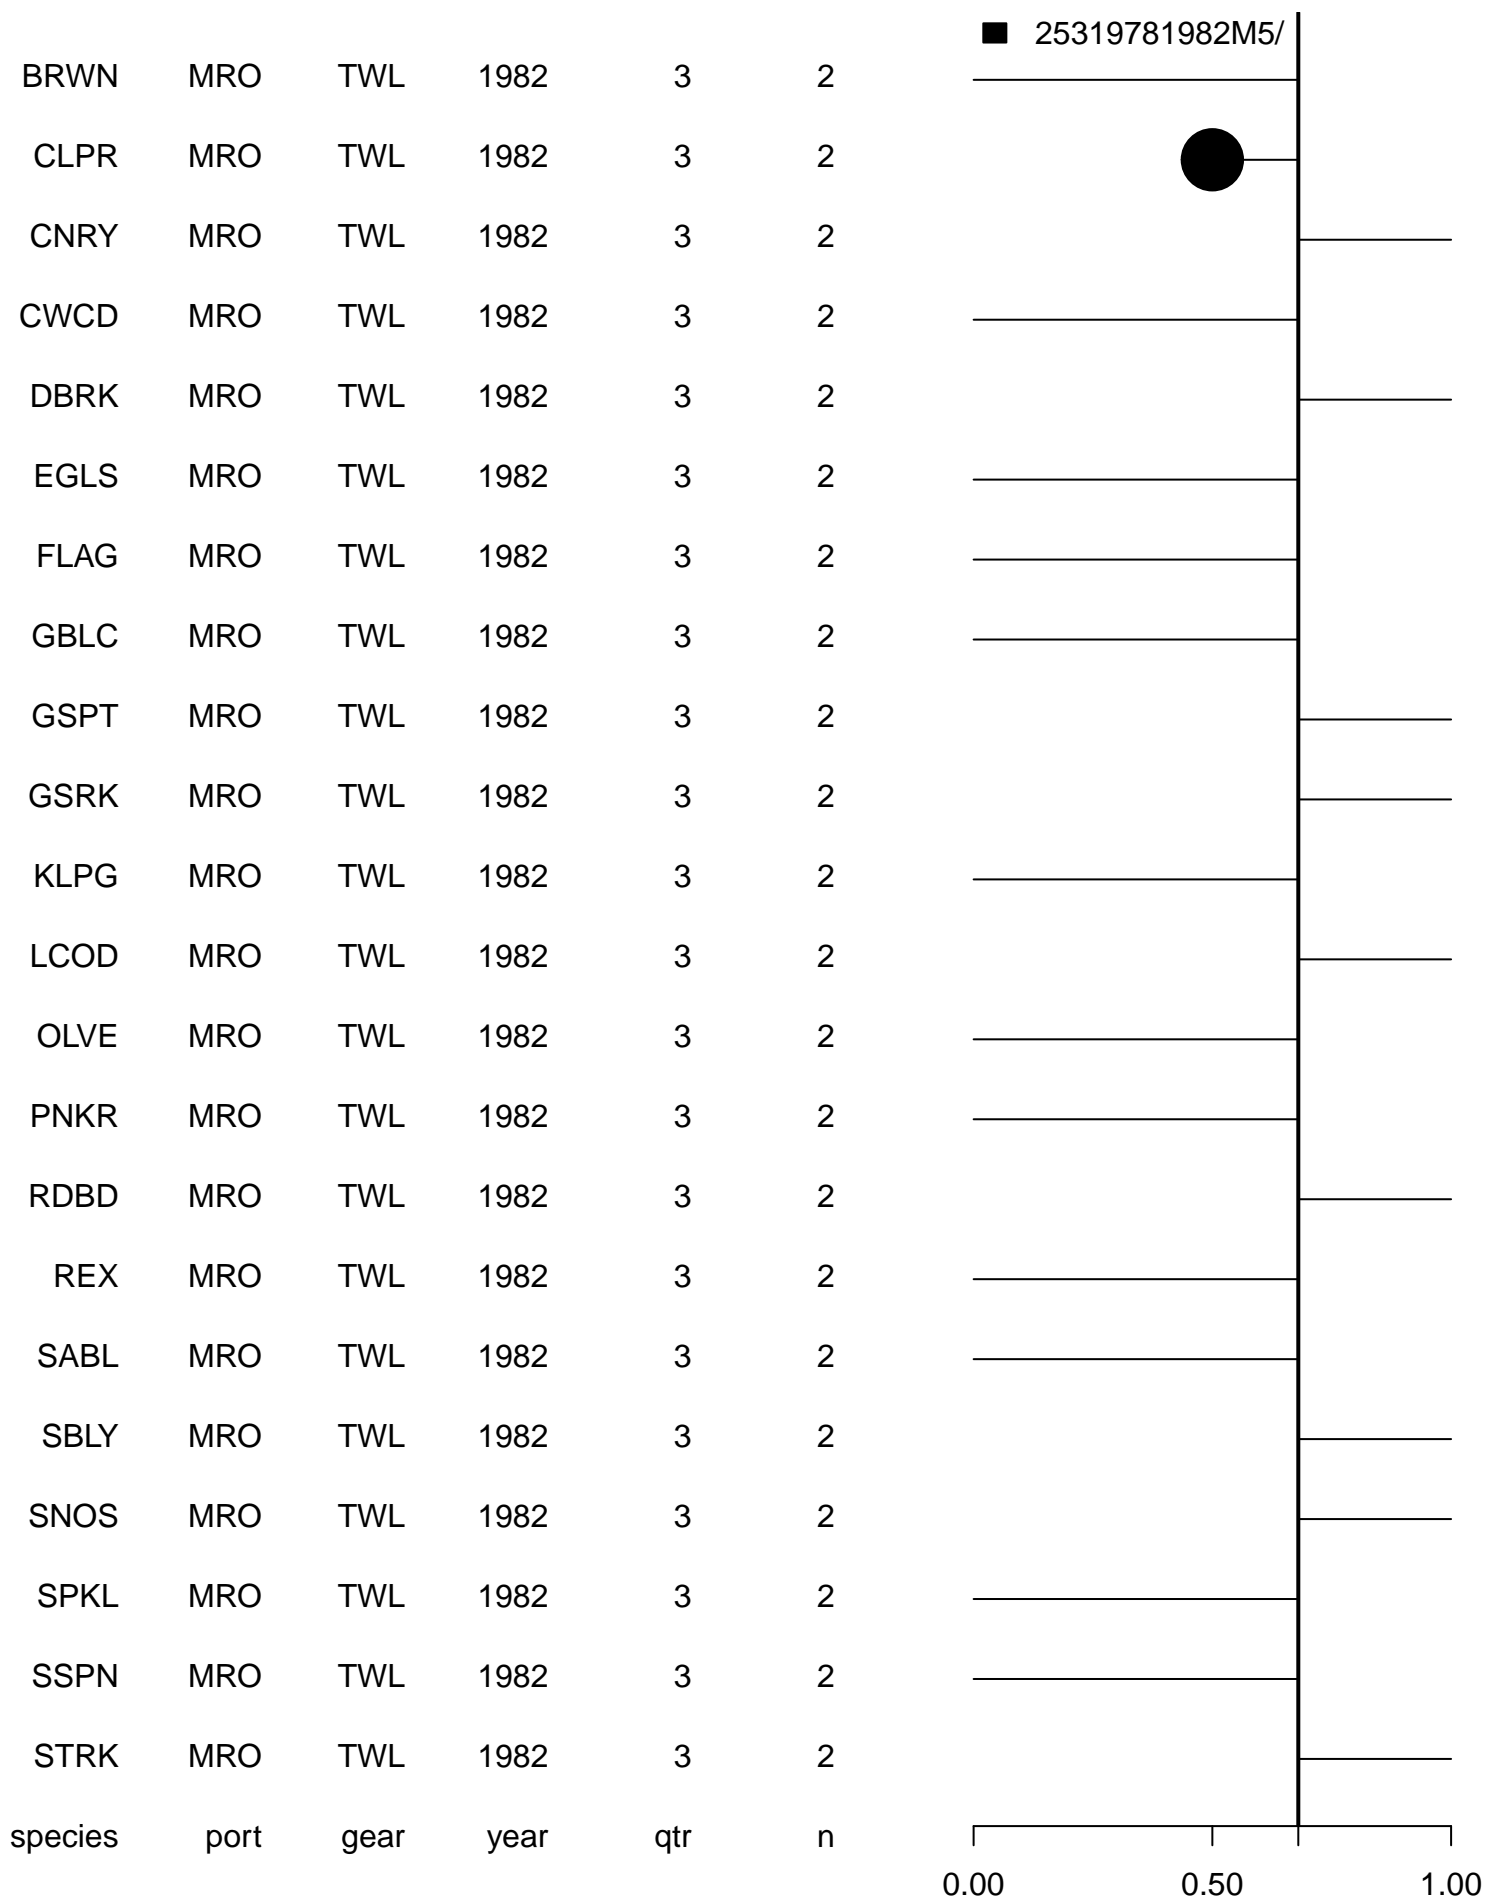 25319781982M5/
BRWN MRO TWL 1982 3 2
CLPR MRO TWL 1982 3 2
CNRY MRO TWL 1982 3 2
CWCD MRO TWL 1982 3 2
DBRK MRO TWL 1982 3 2
EGLS MRO TWL 1982 3 2
FLAG MRO TWL 1982 3 2
GBLC MRO TWL 1982 3 2
GSPT MRO TWL 1982 3 2
GSRK MRO TWL 1982 3 2
KLPG MRO TWL 1982 3 2
LCOD MRO TWL 1982 3 2
OLVE MRO TWL 1982 3 2
PNKR MRO TWL 1982 3 2
RDBD MRO TWL 1982 3 2
REX MRO TWL 1982 3 2
SABL MRO TWL 1982 3 2
SBLY MRO TWL 1982 3 2
SNOS MRO TWL 1982 3 2
SPKL MRO TWL 1982 3 2
SSPN MRO TWL 1982 3 2
STRK MRO TWL 1982 3 2
species port gear year qtr n
0.00 0.50 1.00